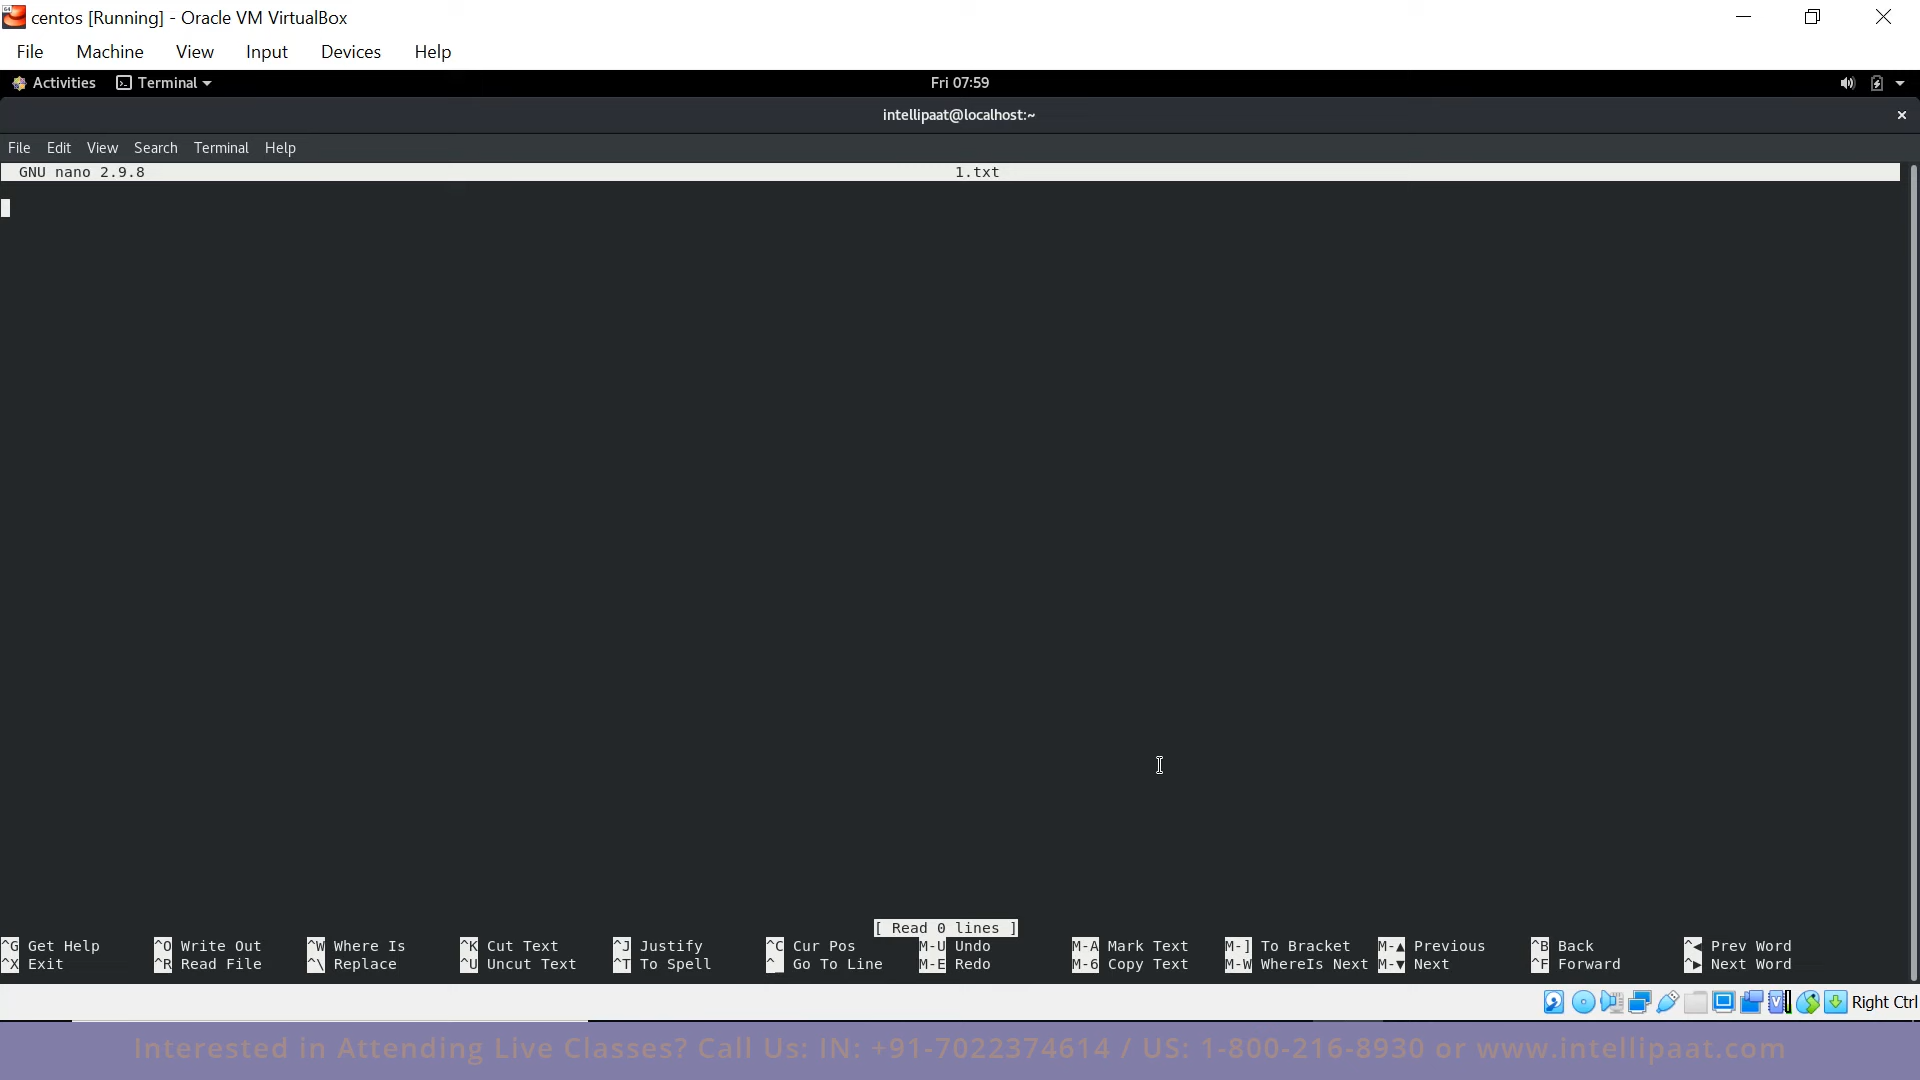 centos [Running] - Oracle VM VirtualBox
File Machine View Input Devices Help
Activities Terminal Fri 07:59
intellipaat@localhost:~
File Edit View Search Terminal Help
GNU nano 2.9.8 1.txt
[ Read 0 lines ]
^G Get Help ^O Write Out ^W Where Is ^K Cut Text ^J Justify ^C Cur Pos M-U Undo M-A Mark Text M-] To Bracket M-▲ Previous ^B Back ^◀ Prev Word
^X Exit ^R Read File ^\ Replace ^U Uncut Text ^T To Spell ^_ Go To Line M-E Redo M-6 Copy Text M-W WhereIs Next M-▼ Next ^F Forward ^▶ Next Word
Right Ctrl
Interested in Attending Live Classes? Call Us: IN: +91-7022374614 / US: 1-800-216-8930 or www.intellipaat.com